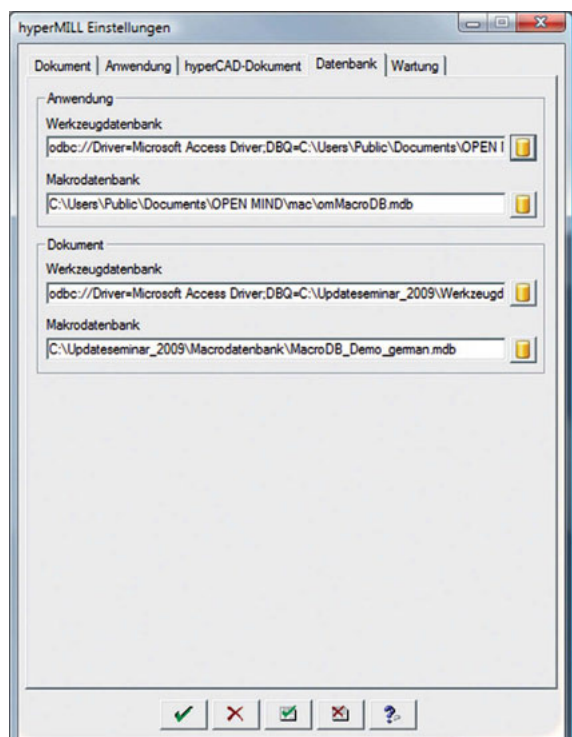 hyperMILL Einstellungen
Dokument Anwendung hyperCAD-Dokument Datenbank Wartung
Anwendung
Werkzeugdatenbank
odbc://Driver=Microsoft Access Driver;DBQ=C:\Users\Public\Documents\OPEN
Makrodatenbank
C:\Users\Public\Documents\OPEN MIND\mac\omMacroDB.mdb
Dokument
Werkzeugdatenbank
odbc://Driver=Microsoft Access Driver;DBQ=C:\Updateseminar_2009\Werkzeugd
Makrodatenbank
C:\Updateseminar_2009\Macrodatenbank\MacroDB_Demo_german.mdb